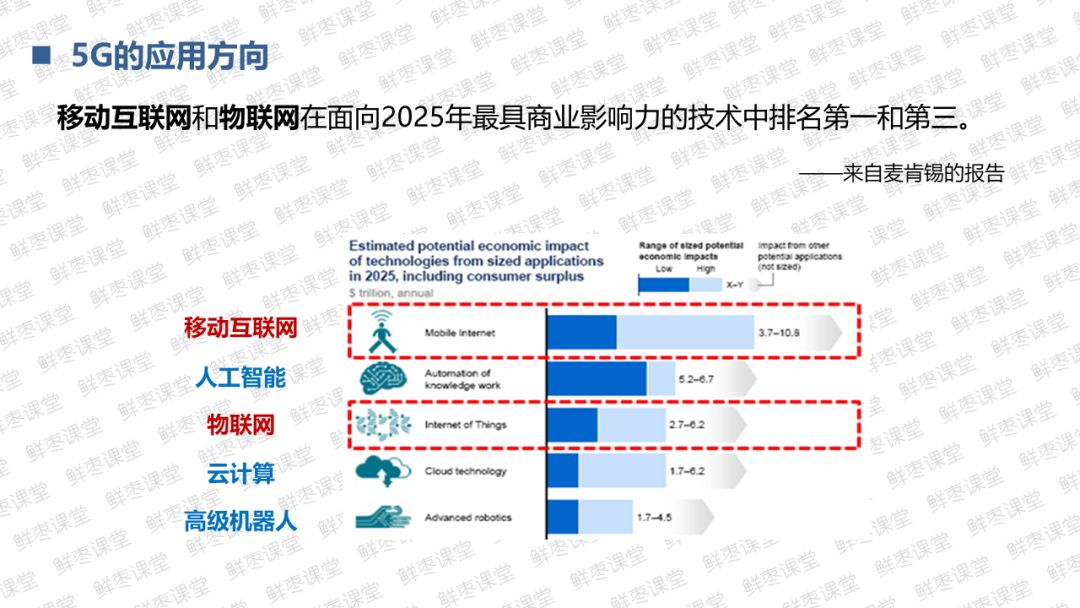 5G的应用方向
移动互联网和物联网在面向2025年最具商业影响力的技术中排名第一和第三。
——来自麦肯锡的报告
Estimated potential economic impact
of technologies from sized applications
in 2025, including consumer surplus
$ trillion, annual
Range of sized potential
economic impacts
Low High
X–Y
Impact from other
potential applications
(not sized)
移动互联网
Mobile Internet
3.7–10.8
人工智能
Automation of
knowledge work
5.2–6.7
物联网
Internet of Things
2.7–6.2
云计算
Cloud technology
1.7–6.2
高级机器人
Advanced robotics
1.7–4.5
鲜枣课堂